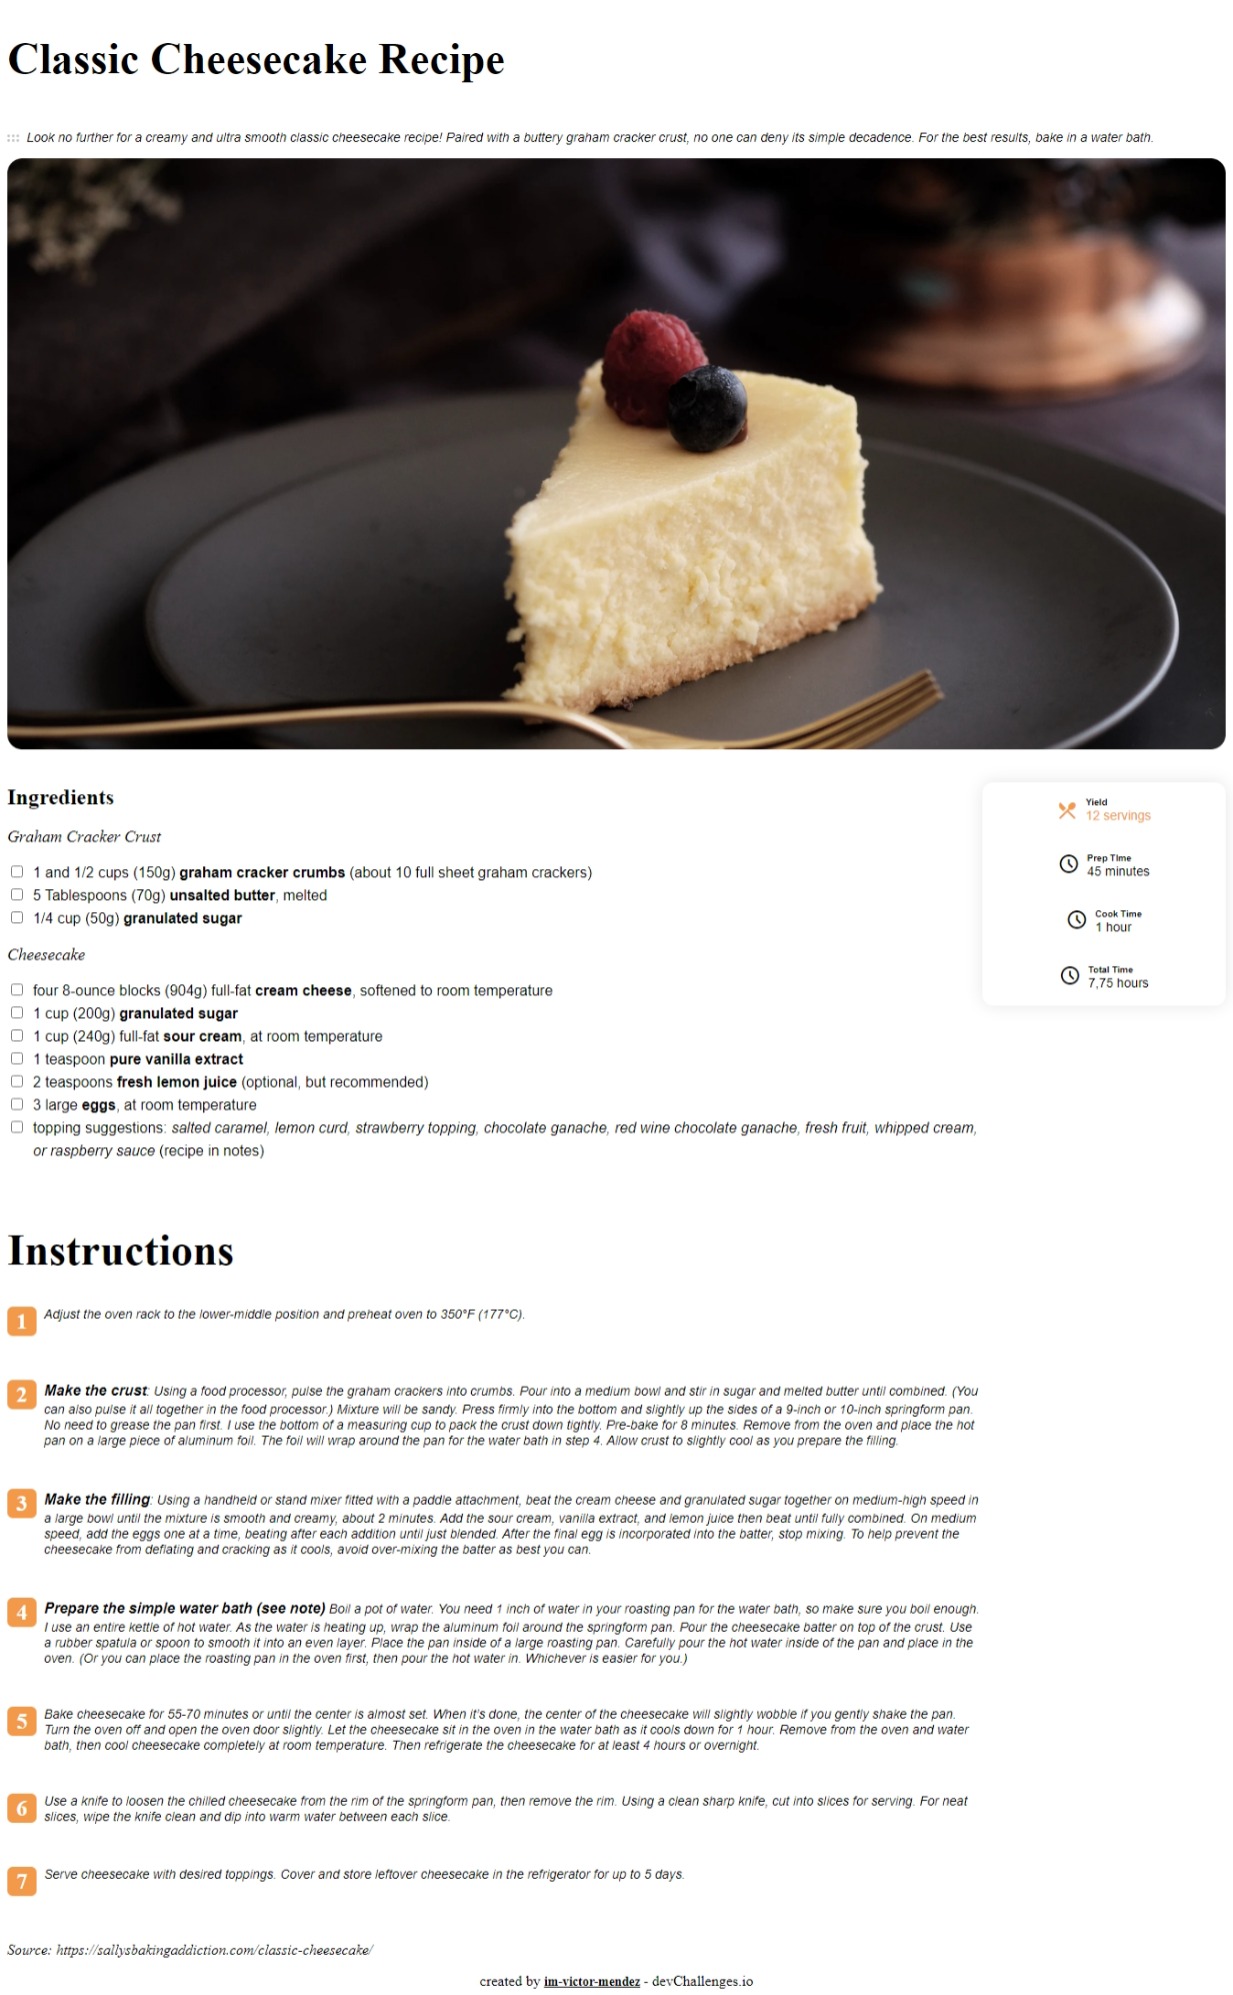 Classic Cheesecake Recipe
Look no further for a creamy and ultra smooth classic cheesecake recipe! Paired with a buttery graham cracker crust, no one can deny its simple decadence. For the best results, bake in a water bath.
Ingredients
Graham Cracker Crust
1 and 1/2 cups (150g) graham cracker crumbs (about 10 full sheet graham crackers)
5 Tablespoons (70g) unsalted butter, melted
1/4 cup (50g) granulated sugar
Cheesecake
four 8-ounce blocks (904g) full-fat cream cheese, softened to room temperature
1 cup (200g) granulated sugar
1 cup (240g) full-fat sour cream, at room temperature
1 teaspoon pure vanilla extract
2 teaspoons fresh lemon juice (optional, but recommended)
3 large eggs, at room temperature
topping suggestions: salted caramel, lemon curd, strawberry topping, chocolate ganache, red wine chocolate ganache, fresh fruit, whipped cream,
or raspberry sauce (recipe in notes)
Yield
12 servings
Prep Time
45 minutes
Cook Time
1 hour
Total Time
7,75 hours
Instructions
1 Adjust the oven rack to the lower-middle position and preheat oven to 350°F (177°C).
2 Make the crust: Using a food processor, pulse the graham crackers into crumbs. Pour into a medium bowl and stir in sugar and melted butter until combined. (You
can also pulse it all together in the food processor.) Mixture will be sandy. Press firmly into the bottom and slightly up the sides of a 9-inch or 10-inch springform pan.
No need to grease the pan first. I use the bottom of a measuring cup to pack the crust down tightly. Pre-bake for 8 minutes. Remove from the oven and place the hot
pan on a large piece of aluminum foil. The foil will wrap around the pan for the water bath in step 4. Allow crust to slightly cool as you prepare the filling.
3 Make the filling: Using a handheld or stand mixer fitted with a paddle attachment, beat the cream cheese and granulated sugar together on medium-high speed in
a large bowl until the mixture is smooth and creamy, about 2 minutes. Add the sour cream, vanilla extract, and lemon juice then beat until fully combined. On medium
speed, add the eggs one at a time, beating after each addition until just blended. After the final egg is incorporated into the batter, stop mixing. To help prevent the
cheesecake from deflating and cracking as it cools, avoid over-mixing the batter as best you can.
4 Prepare the simple water bath (see note) Boil a pot of water. You need 1 inch of water in your roasting pan for the water bath, so make sure you boil enough.
I use an entire kettle of hot water. As the water is heating up, wrap the aluminum foil around the springform pan. Pour the cheesecake batter on top of the crust. Use
a rubber spatula or spoon to smooth it into an even layer. Place the pan inside of a large roasting pan. Carefully pour the hot water inside of the pan and place in the
oven. (Or you can place the roasting pan in the oven first, then pour the hot water in. Whichever is easier for you.)
5 Bake cheesecake for 55-70 minutes or until the center is almost set. When it's done, the center of the cheesecake will slightly wobble if you gently shake the pan.
Turn the oven off and open the oven door slightly. Let the cheesecake sit in the oven in the water bath as it cools down for 1 hour. Remove from the oven and water
bath, then cool cheesecake completely at room temperature. Then refrigerate the cheesecake for at least 4 hours or overnight.
6 Use a knife to loosen the chilled cheesecake from the rim of the springform pan, then remove the rim. Using a clean sharp knife, cut into slices for serving. For neat
slices, wipe the knife clean and dip into warm water between each slice.
7 Serve cheesecake with desired toppings. Cover and store leftover cheesecake in the refrigerator for up to 5 days.
Source: https://sallysbakingaddiction.com/classic-cheesecake/
created by im-victor-mendez - devChallenges.io